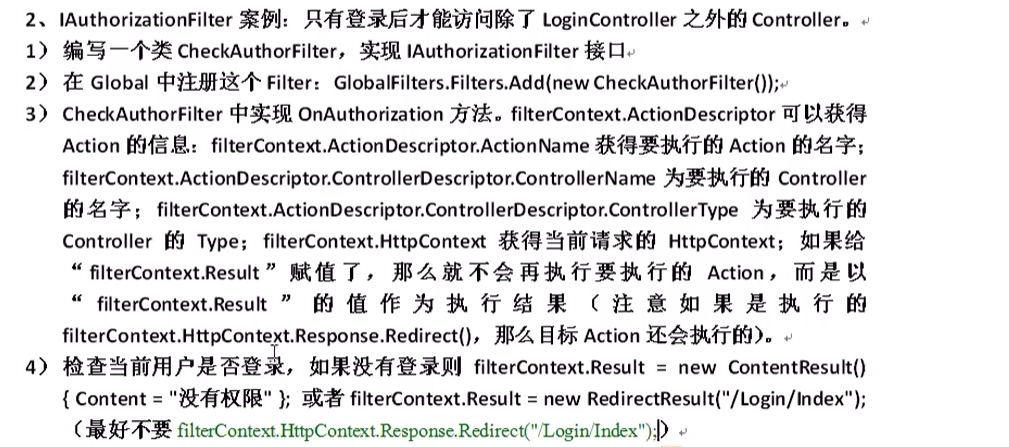 2、IAuthorizationFilter 案例：只有登录后才能访问除了 LoginController 之外的 Controller。
1）编写一个类 CheckAuthorFilter，实现 IAuthorizationFilter 接口
2）在 Global 中注册这个 Filter：GlobalFilters.Filters.Add(new CheckAuthorFilter());
3）CheckAuthorFilter 中实现 OnAuthorization 方法。filterContext.ActionDescriptor 可以获得
Action 的信息：filterContext.ActionDescriptor.ActionName 获得要执行的 Action 的名字；
filterContext.ActionDescriptor.ControllerDescriptor.ControllerName 为要执行的 Controller
的名字；filterContext.ActionDescriptor.ControllerDescriptor.ControllerType 为要执行的
Controller 的 Type；filterContext.HttpContext 获得当前请求的 HttpContext；如果给
“filterContext.Result”赋值了，那么就不会再执行要执行的 Action，而是以
“filterContext.Result”的值作为执行结果（注意如果是执行的
filterContext.HttpContext.Response.Redirect()，那么目标 Action 还会执行的）。
4）检查当前用户是否登录，如果没有登录则 filterContext.Result = new ContentResult()
{ Content = "没有权限" }; 或者 filterContext.Result = new RedirectResult("/Login/Index");
（最好不要 filterContext.HttpContext.Response.Redirect("/Login/Index");）